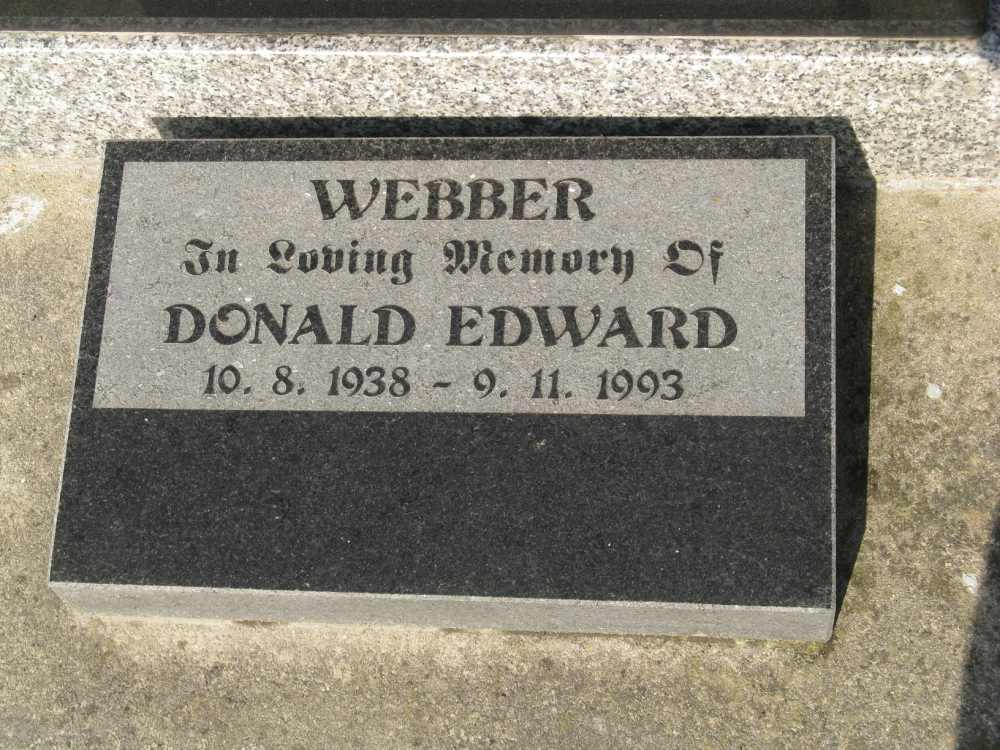 WEBBER
In Loving Memory Of
DONALD EDWARD
10. 8. 1938 - 9. 11. 1993